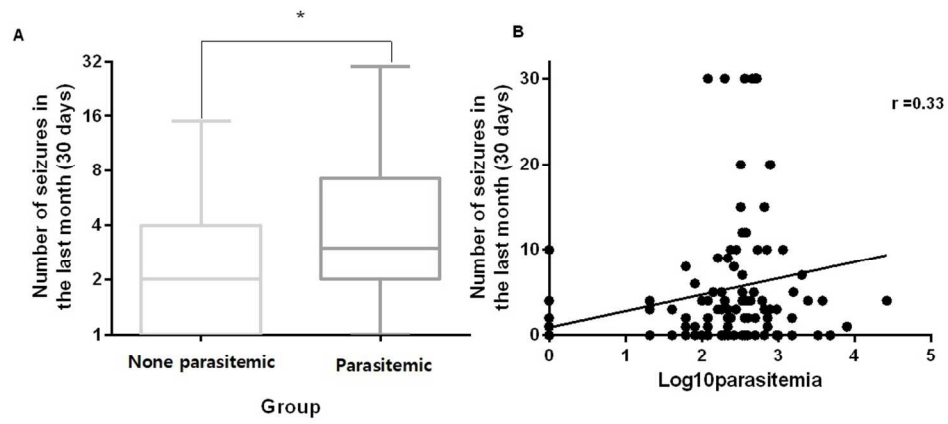 A
*
Number of seizures in
the last month (30 days)
32
16
8
4
2
1
None parasitemic
Parasitemic
Group
B
Number of seizures in
the last month (30 days)
30
20
10
0
r =0.33
0
1
2
3
4
5
Log10parasitemia